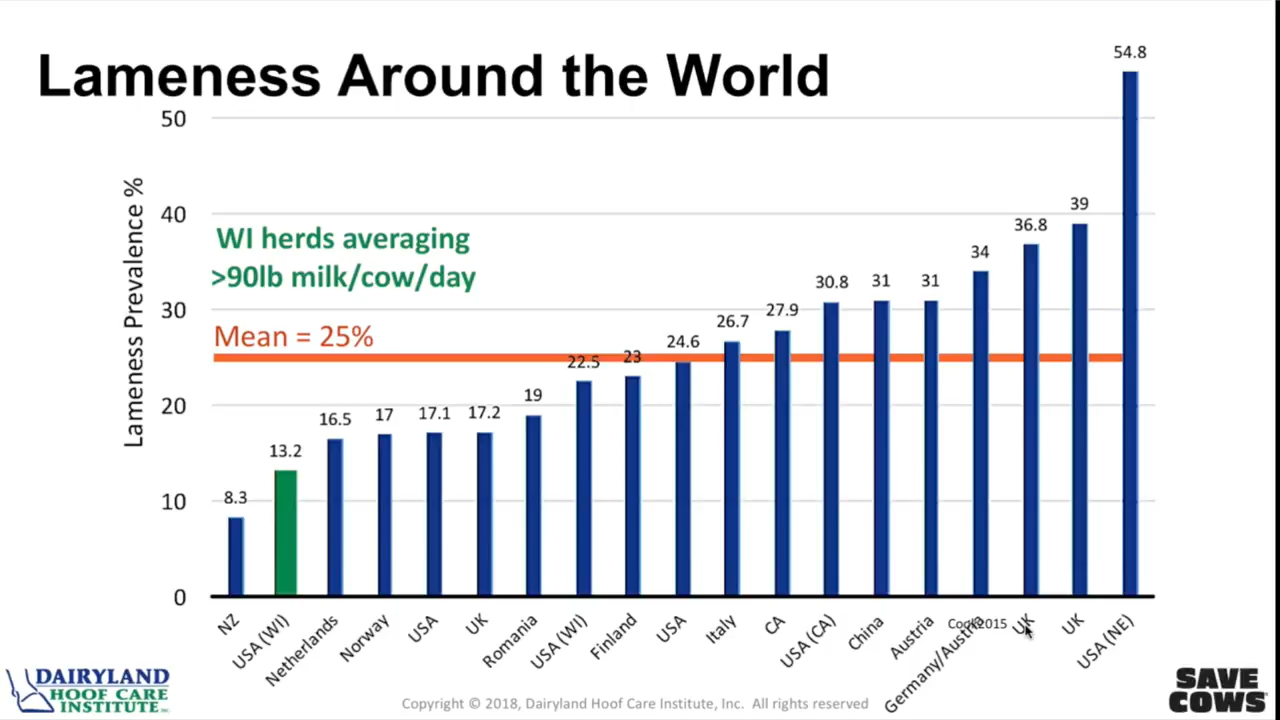 Lameness Around the World
54.8
50
Lameness Prevalence %
40
39
36.8
WI herds averaging
>90lb milk/cow/day
34
30
31
31
30.8
27.9
26.7
Mean = 25%
24.6
23
22.5
20
19
17.2
17.1
17
16.5
13.2
10
8.3
0
NZ
USA (WI)
Netherlands
Norway
USA
UK
Romania
USA (WI)
Finland
USA
Italy
CA
USA (CA)
China
Austria
Germany/Austria
UK
UK
USA (NE)
Cook2015
DAIRYLAND
HOOF CARE
INSTITUTE
Copyright © 2018, Dairyland Hoof Care Institute, Inc. All rights reserved
SAVE
COWS